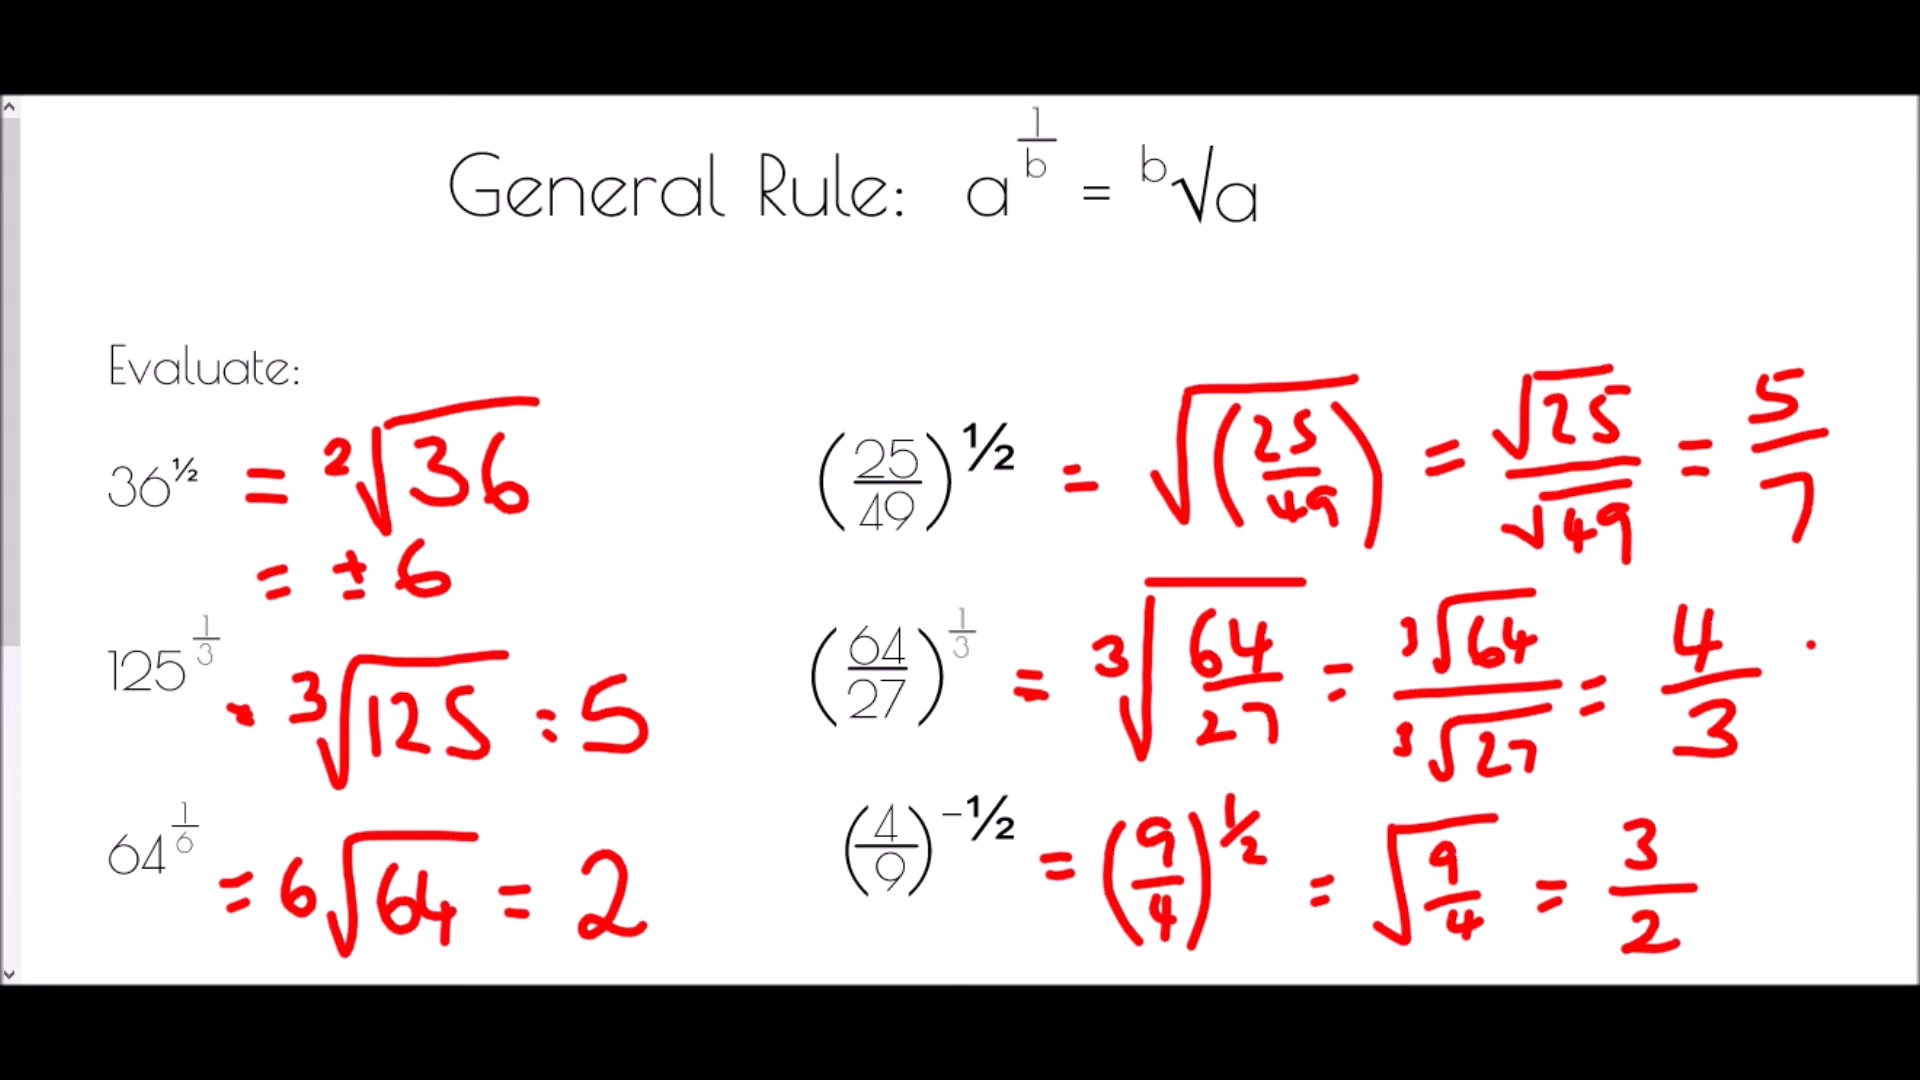 General Rule: a^(1/b) = ᵇ√a
Evaluate:
36^½ = ²√36
= ±6
125^(1/3) = ³√125 = 5
64^(1/6) = ⁶√64 = 2
(25/49)^½ = √(25/49) = √25/√49 = 5/7
(64/27)^(1/3) = ³√64/27 = ³√64/³√27 = 4/3
(4/9)^-½ = (9/4)^½ = √9/4 = 3/2